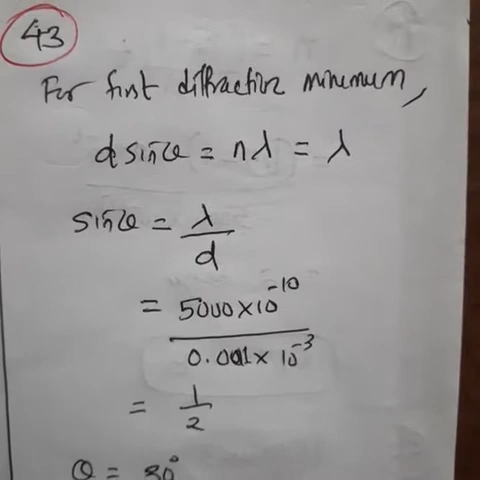 43
For first diffraction minimum,
d sinθ = nλ = λ
sinθ = λ/d
= 5000×10⁻¹⁰ / 0.001×10⁻³
= 1/2
θ = 30°